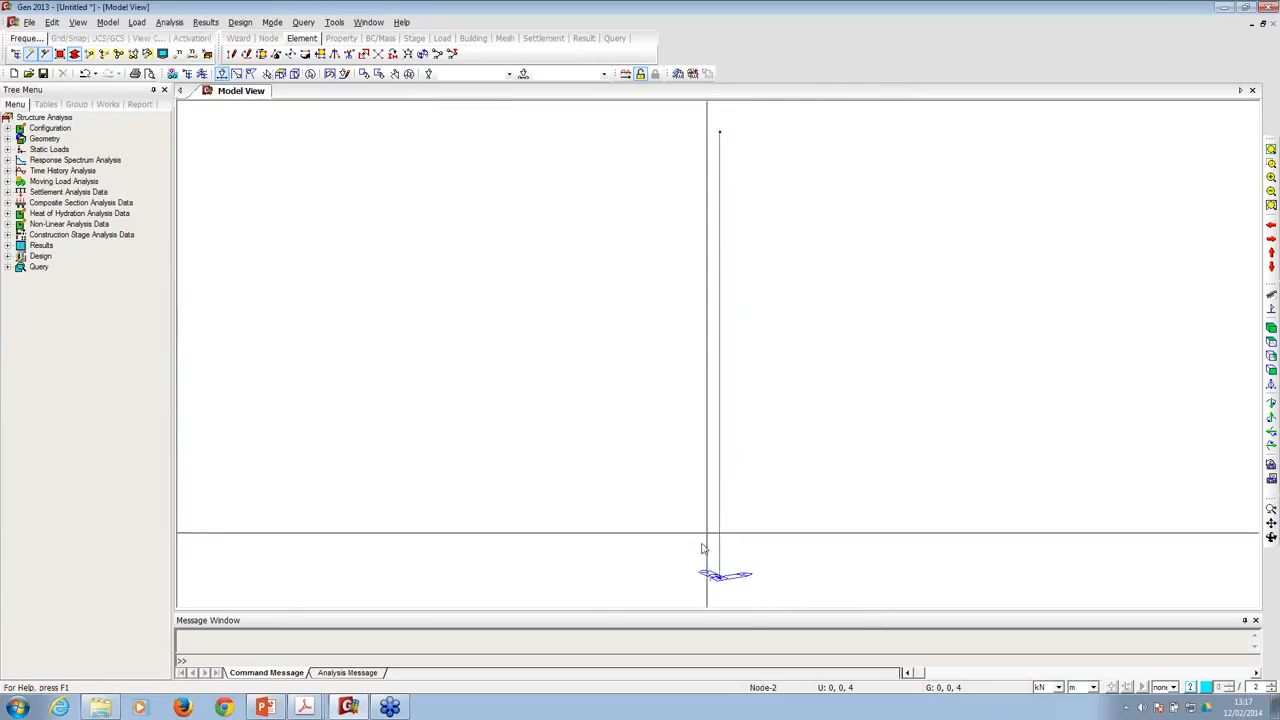 Gen 2013 - [Untitled *] - [Model View]
File Edit View Model Load Analysis Results Design Mode Query Tools Window Help
Freque... Grid/Snap UCS/GCS View C... Activation Wizard Node Element Property BC/Mass Stage Load Building Mesh Settlement Result Query
Tree Menu
Model View
Menu Tables Group Works Report
Structure Analysis
Configuration
Geometry
Static Loads
Response Spectrum Analysis
Time History Analysis
Moving Load Analysis
Settlement Analysis Data
Composite Section Analysis Data
Heat of Hydration Analysis Data
Non-Linear Analysis Data
Construction Stage Analysis Data
Results
Design
Query
Message Window
>>
Command Message Analysis Message
For Help, press F1 Node-2 U: 0, 0, 4 G: 0, 0, 4 kN m none / 2
13:17
12/02/2014